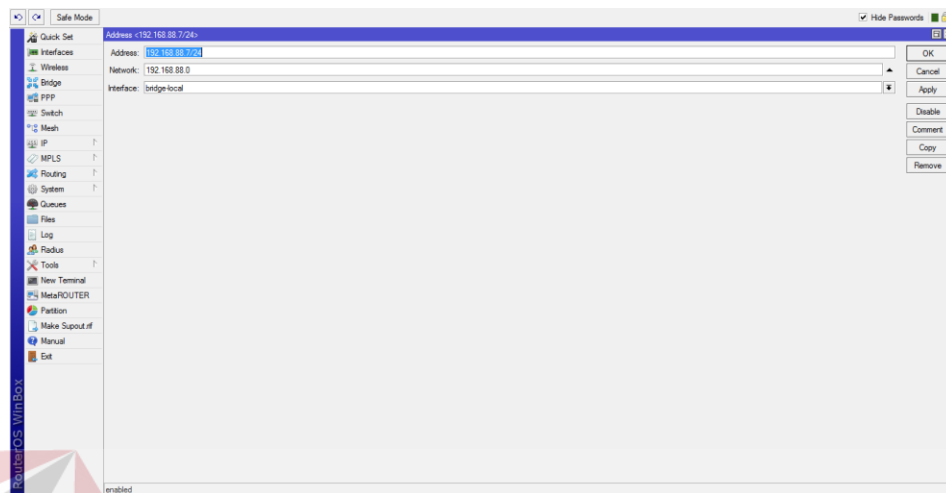 Safe Mode
Hide Passwords
Quick Set
Interfaces
Wireless
Bridge
PPP
Switch
Mesh
IP
MPLS
Routing
System
Queues
Files
Log
Radius
Tools
New Terminal
MetaROUTER
Partition
Make Supout.rif
Manual
Exit
RouterOS WinBox
Address <192.168.88.7/24>
Address: 192.168.88.7/24
Network: 192.168.88.0
Interface: bridge-local
OK
Cancel
Apply
Disable
Comment
Copy
Remove
enabled